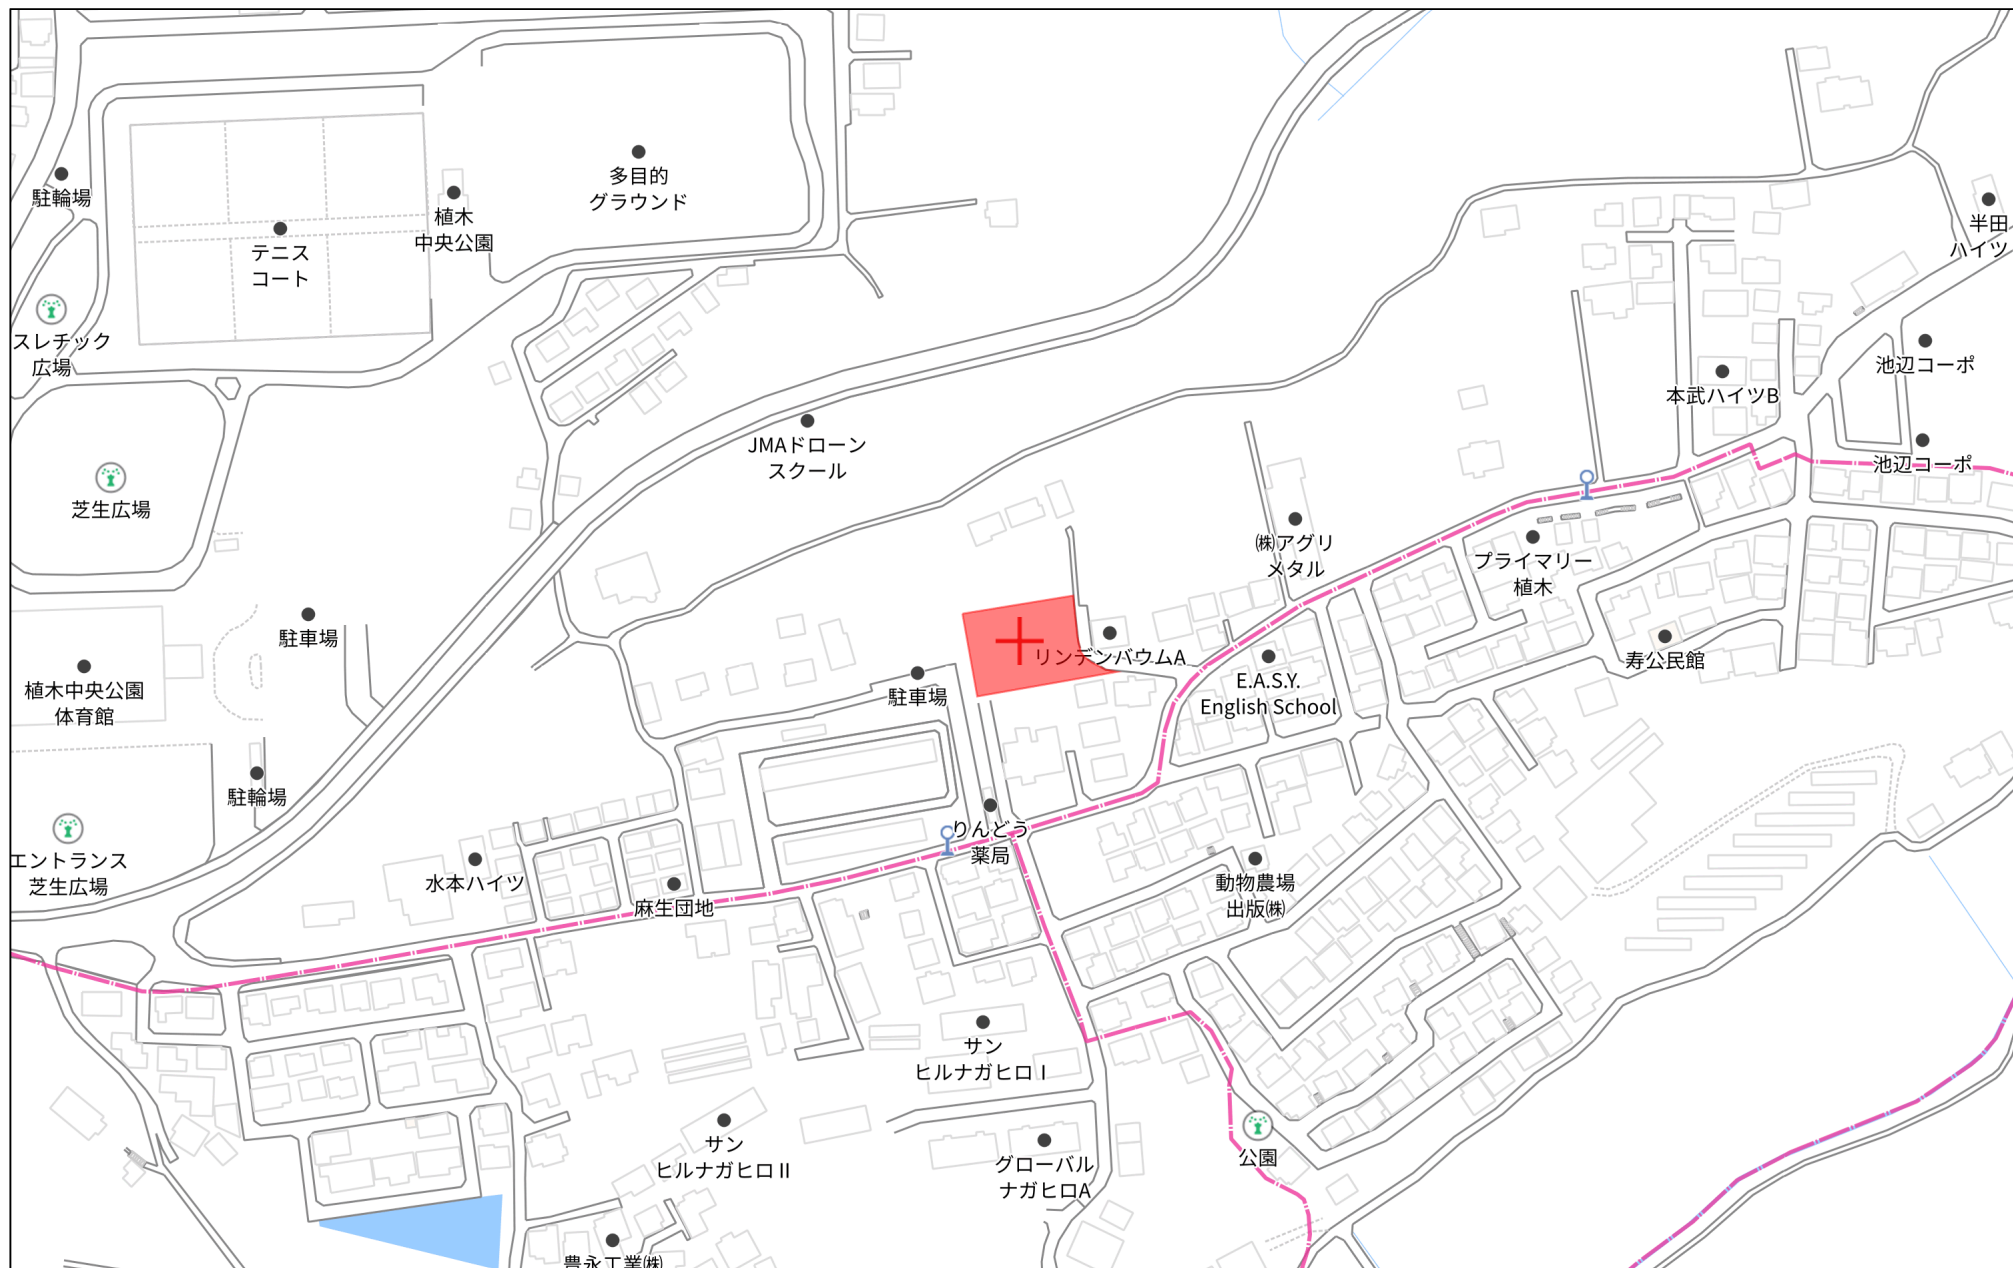 駐輪場
多目的
グラウンド
植木
中央公園
テニス
コート
スレチック
広場
半田
ハイツ
池辺コーポ
本武ハイツB
池辺コーポ
JMAドローン
スクール
芝生広場
㈱アグリ
メタル
プライマリー
植木
駐車場
リンデンバウムA
寿公民館
植木中央公園
体育館
駐車場
E.A.S.Y.
English School
駐輪場
りんどう
薬局
エントランス
芝生広場
水本ハイツ
麻生団地
動物農場
出版㈱
サン
ヒルナガヒロⅠ
サン
ヒルナガヒロⅡ
グローバル
ナガヒロA
公園
豊永工業㈱